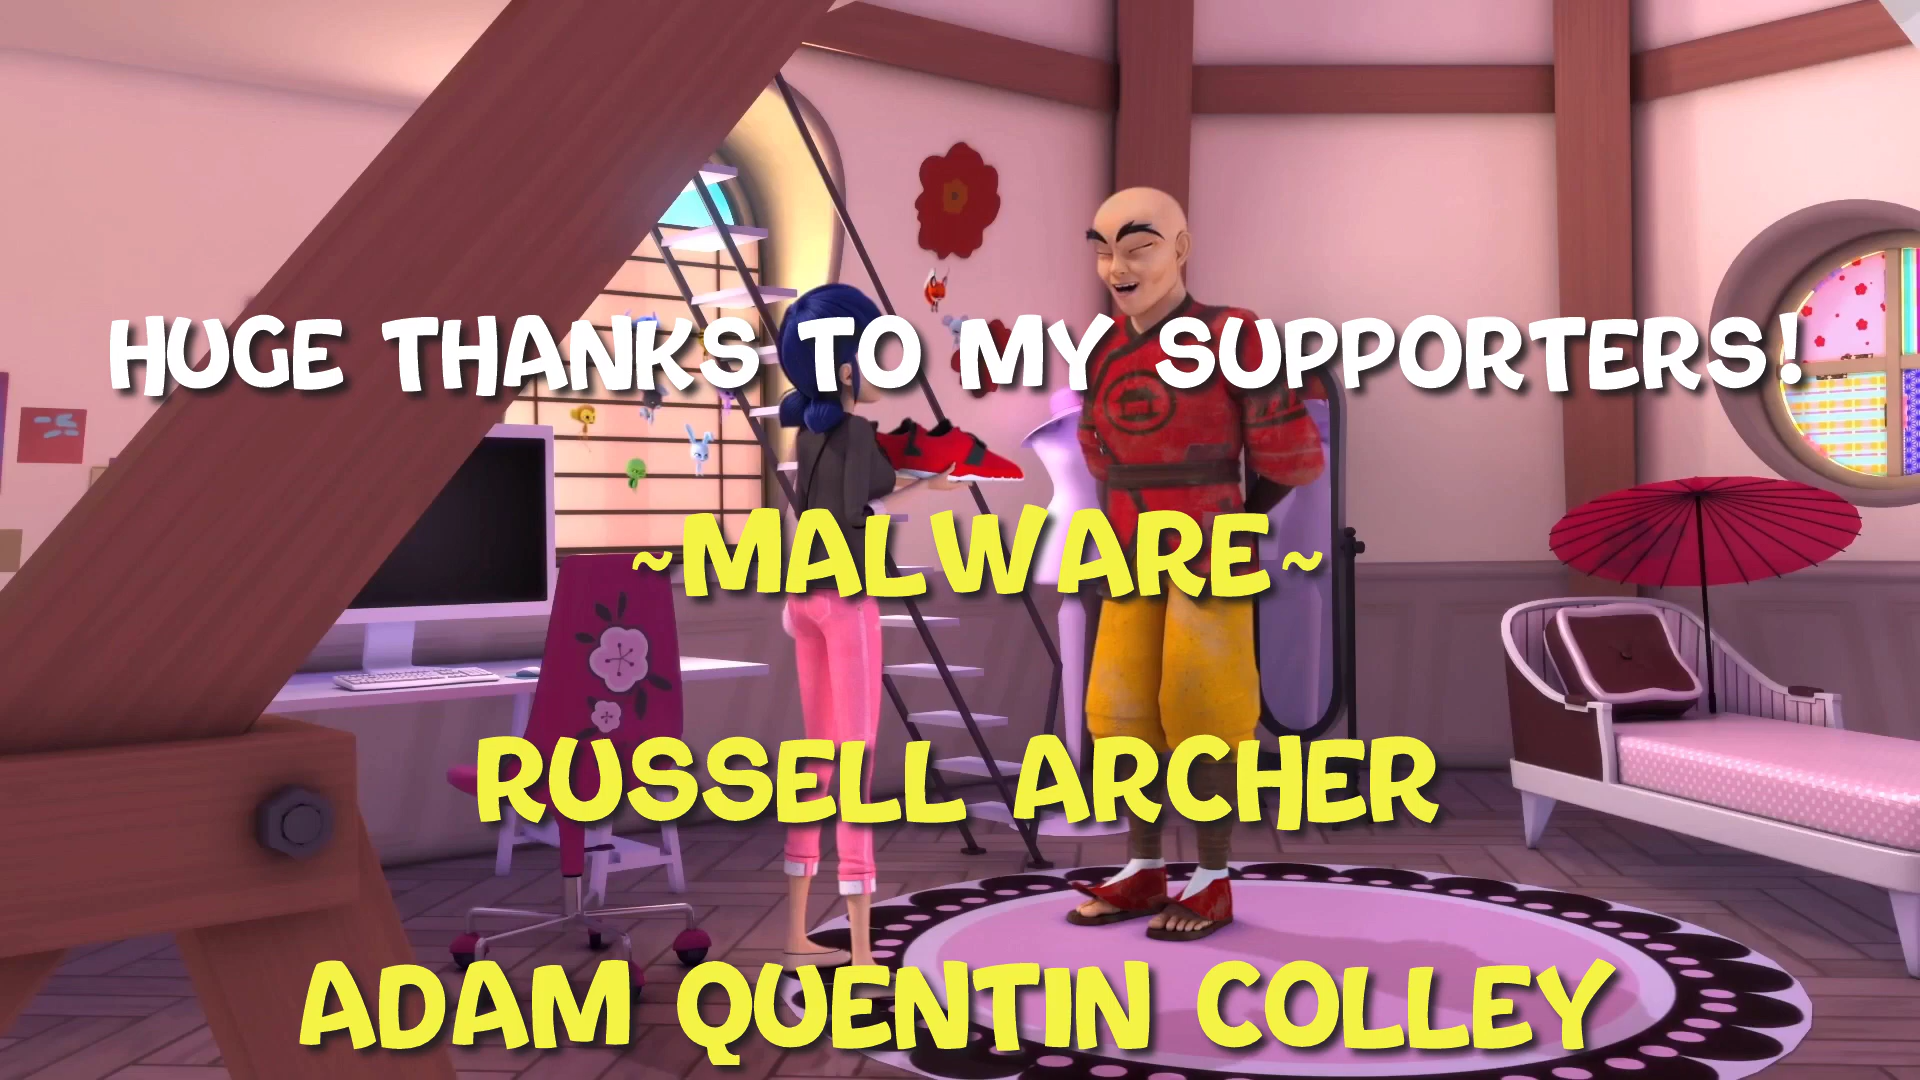 HUGE THANKS TO MY SUPPORTERS!
~MALWARE~
RUSSELL ARCHER
ADAM QUENTIN COLLEY